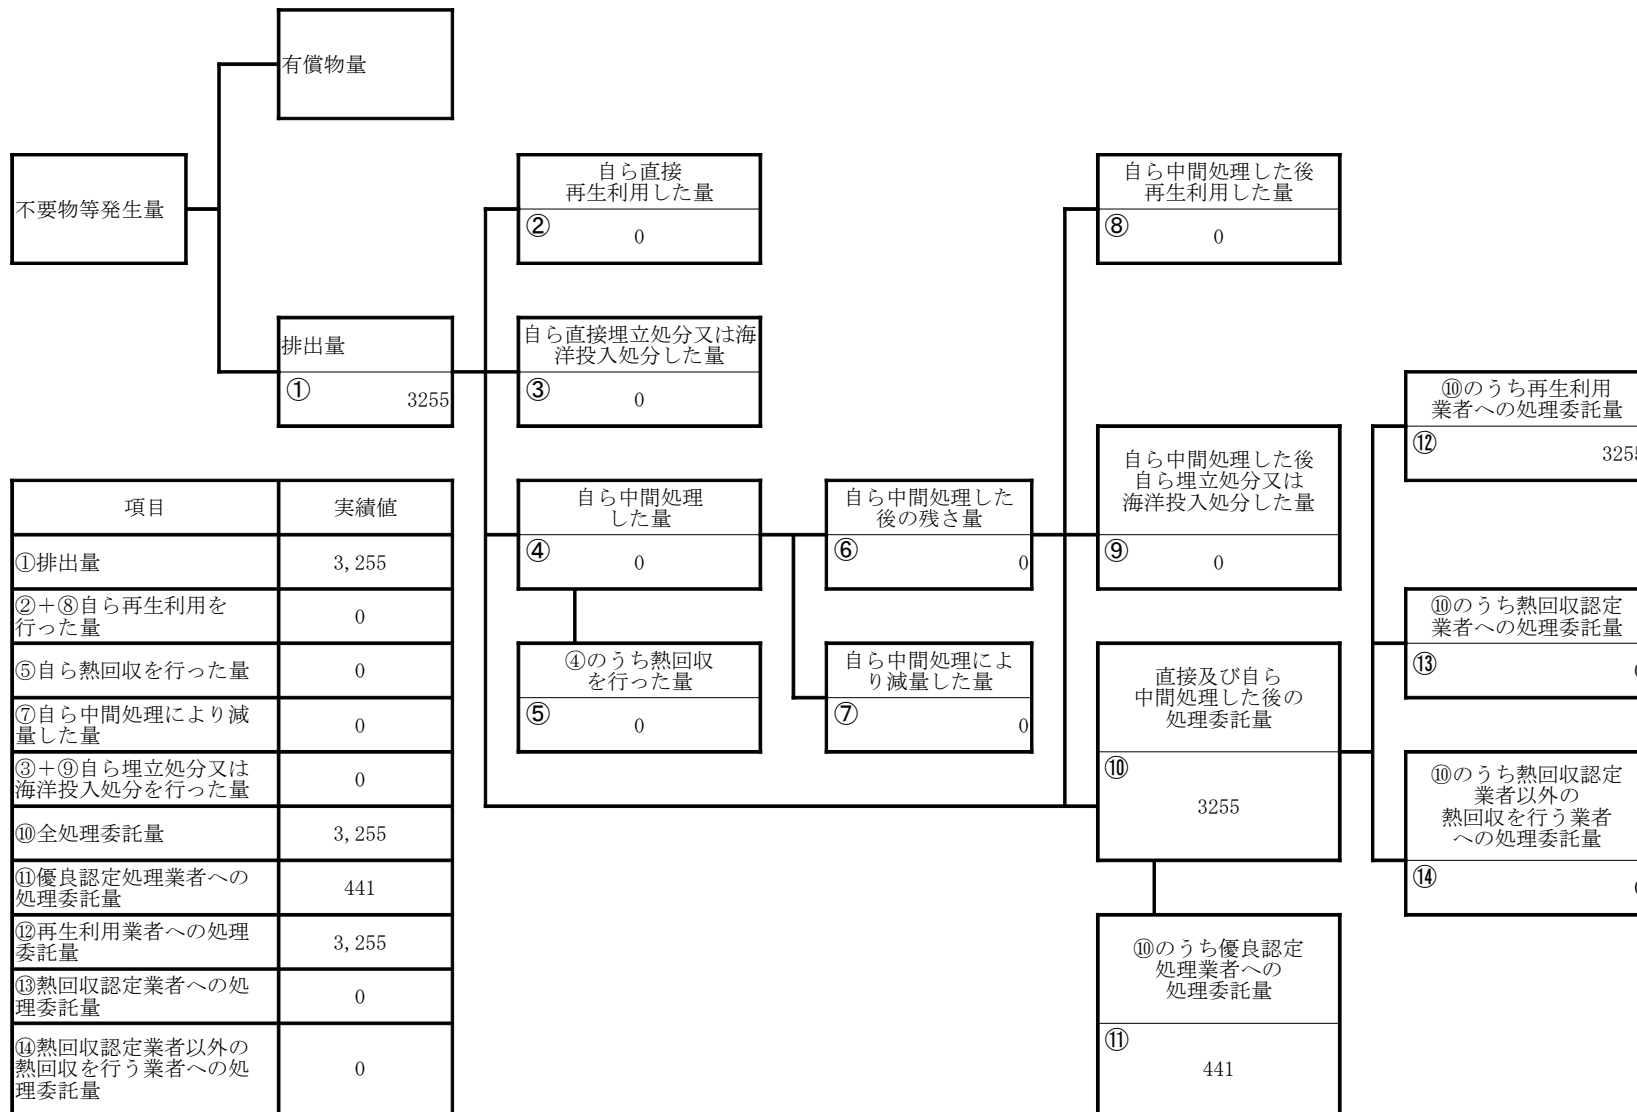 有償物量
不要物等発生量
自ら直接
再生利用した量
②
0
自ら中間処理した後
再生利用した量
⑧
0
排出量
①
3255
自ら直接埋立処分又は海
洋投入処分した量
③
0
⑩のうち再生利用
業者への処理委託量
⑫
3255
自ら中間処理した後
自ら埋立処分又は
海洋投入処分した量
⑨
0
自ら中間処理
した量
④
0
自ら中間処理した
後の残さ量
⑥
0
⑩のうち熱回収認定
業者への処理委託量
⑬
0
④のうち熱回収
を行った量
⑤
0
自ら中間処理によ
り減量した量
⑦
0
直接及び自ら
中間処理した後の
処理委託量
⑩
3255
⑩のうち熱回収認定
業者以外の
熱回収を行う業者
への処理委託量
⑭
0
⑩のうち優良認定
処理業者への
処理委託量
⑪
441
項目 実績値
①排出量 3,255
②+⑧自ら再生利用を
行った量 0
⑤自ら熱回収を行った量 0
⑦自ら中間処理により減
量した量 0
③+⑨自ら埋立処分又は
海洋投入処分を行った量 0
⑩全処理委託量 3,255
⑪優良認定処理業者への
処理委託量 441
⑫再生利用業者への処理
委託量 3,255
⑬熱回収認定業者への処
理委託量 0
⑭熱回収認定業者以外の
熱回収を行う業者への処
理委託量 0